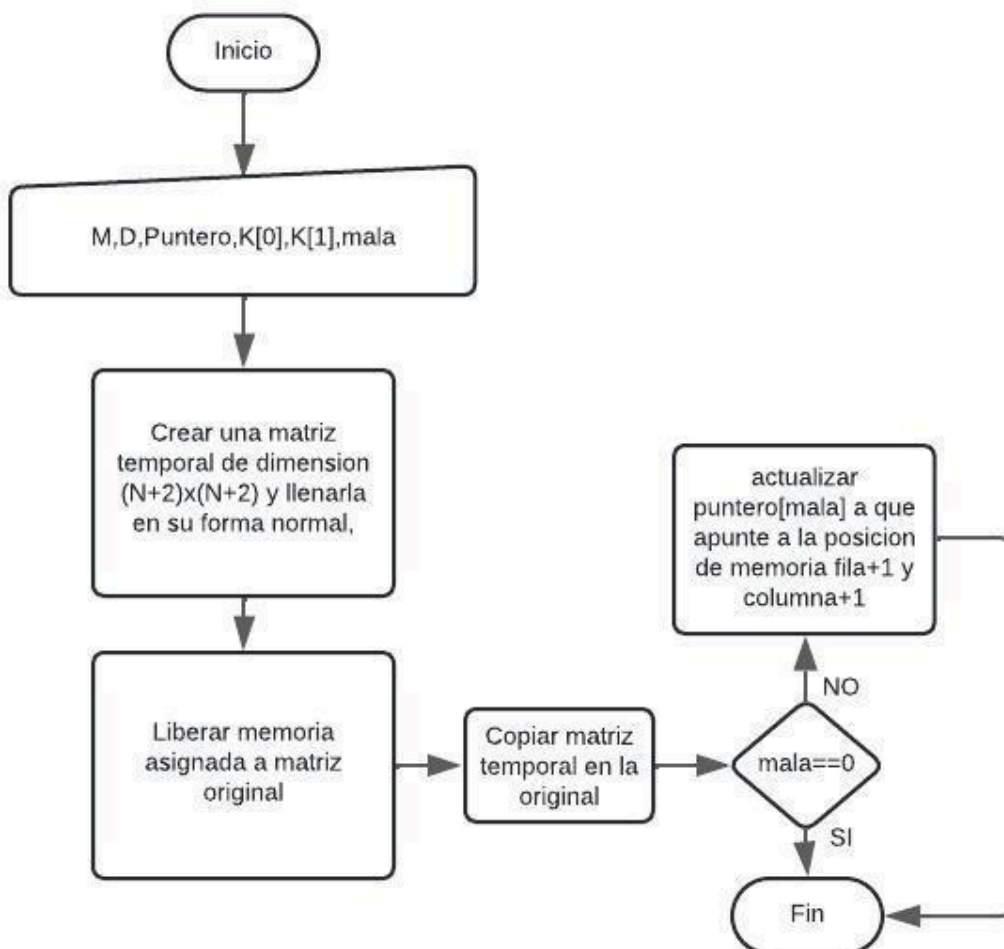 Inicio
M,D,Puntero,K[0],K[1],mala
Crear una matriz
temporal de dimension
(N+2)x(N+2) y llenarla
en su forma normal,
Liberar memoria
asignada a matriz
original
Copiar matriz
temporal en la
original
mala==0
NO
actualizar
puntero[mala] a que
apunte a la posicion
de memoria fila+1 y
columna+1
SI
Fin